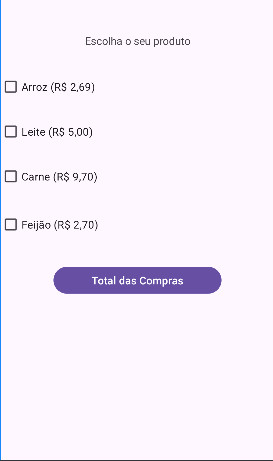 Escolha o seu produto
Arroz (R$ 2,69)
Leite (R$ 5,00)
Carne (R$ 9,70)
Feijão (R$ 2,70)
Total das Compras